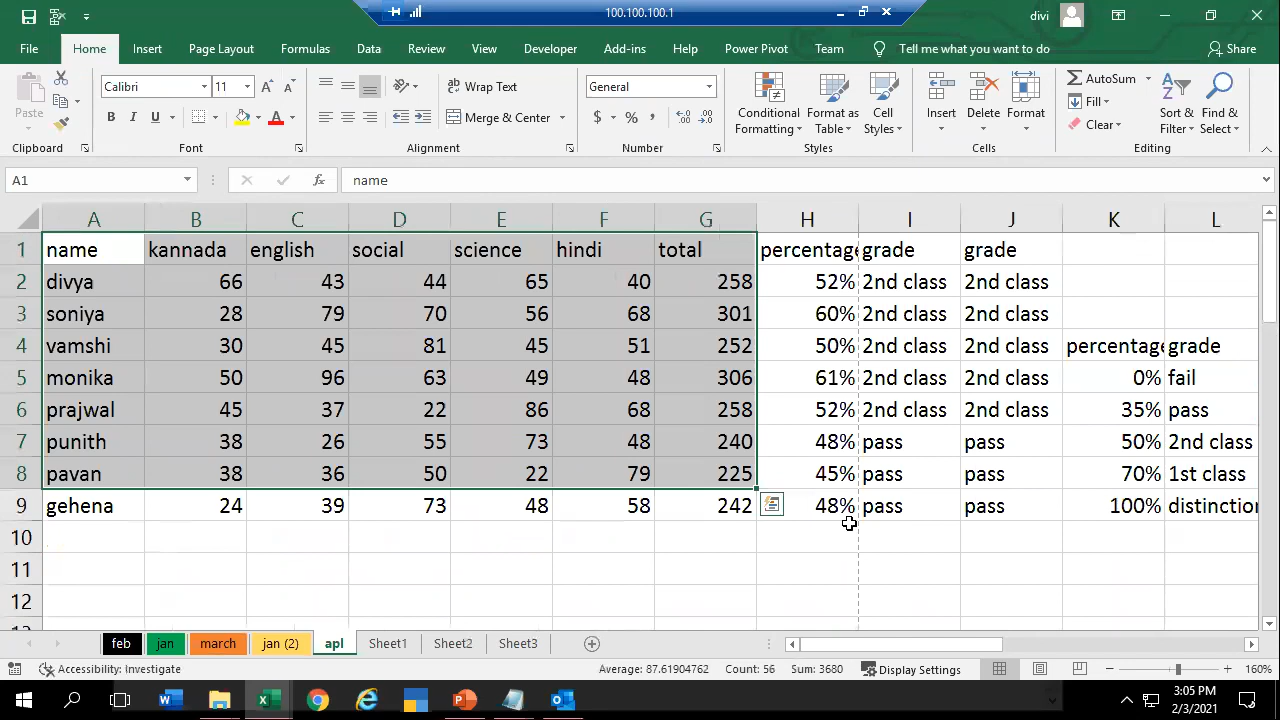 100.100.100.1
divi
File Home Insert Page Layout Formulas Data Review View Developer Add-ins Help Power Pivot Team Tell me what you want to do Share
Paste
Calibri 11
B I U
Wrap Text
Merge & Center
General
$ % ,
Conditional Formatting
Format as Table
Cell Styles
Insert Delete Format
AutoSum
Fill
Clear
Sort & Filter
Find & Select
Clipboard Font Alignment Number Styles Cells Editing
A1 fx name
A B C D E F G H I J K L
1 name kannada english social science hindi total percentage grade grade
2 divya 66 43 44 65 40 258 52% 2nd class 2nd class
3 soniya 28 79 70 56 68 301 60% 2nd class 2nd class
4 vamshi 30 45 81 45 51 252 50% 2nd class 2nd class percentage grade
5 monika 50 96 63 49 48 306 61% 2nd class 2nd class 0% fail
6 prajwal 45 37 22 86 68 258 52% 2nd class 2nd class 35% pass
7 punith 38 26 55 73 48 240 48% pass pass 50% 2nd class
8 pavan 38 36 50 22 79 225 45% pass pass 70% 1st class
9 gehena 24 39 73 48 58 242 48% pass pass 100% distinction
10
11
12
feb jan march jan (2) apl Sheet1 Sheet2 Sheet3
Accessibility: Investigate Average: 87.61904762 Count: 56 Sum: 3680 Display Settings 160%
3:05 PM
2/3/2021